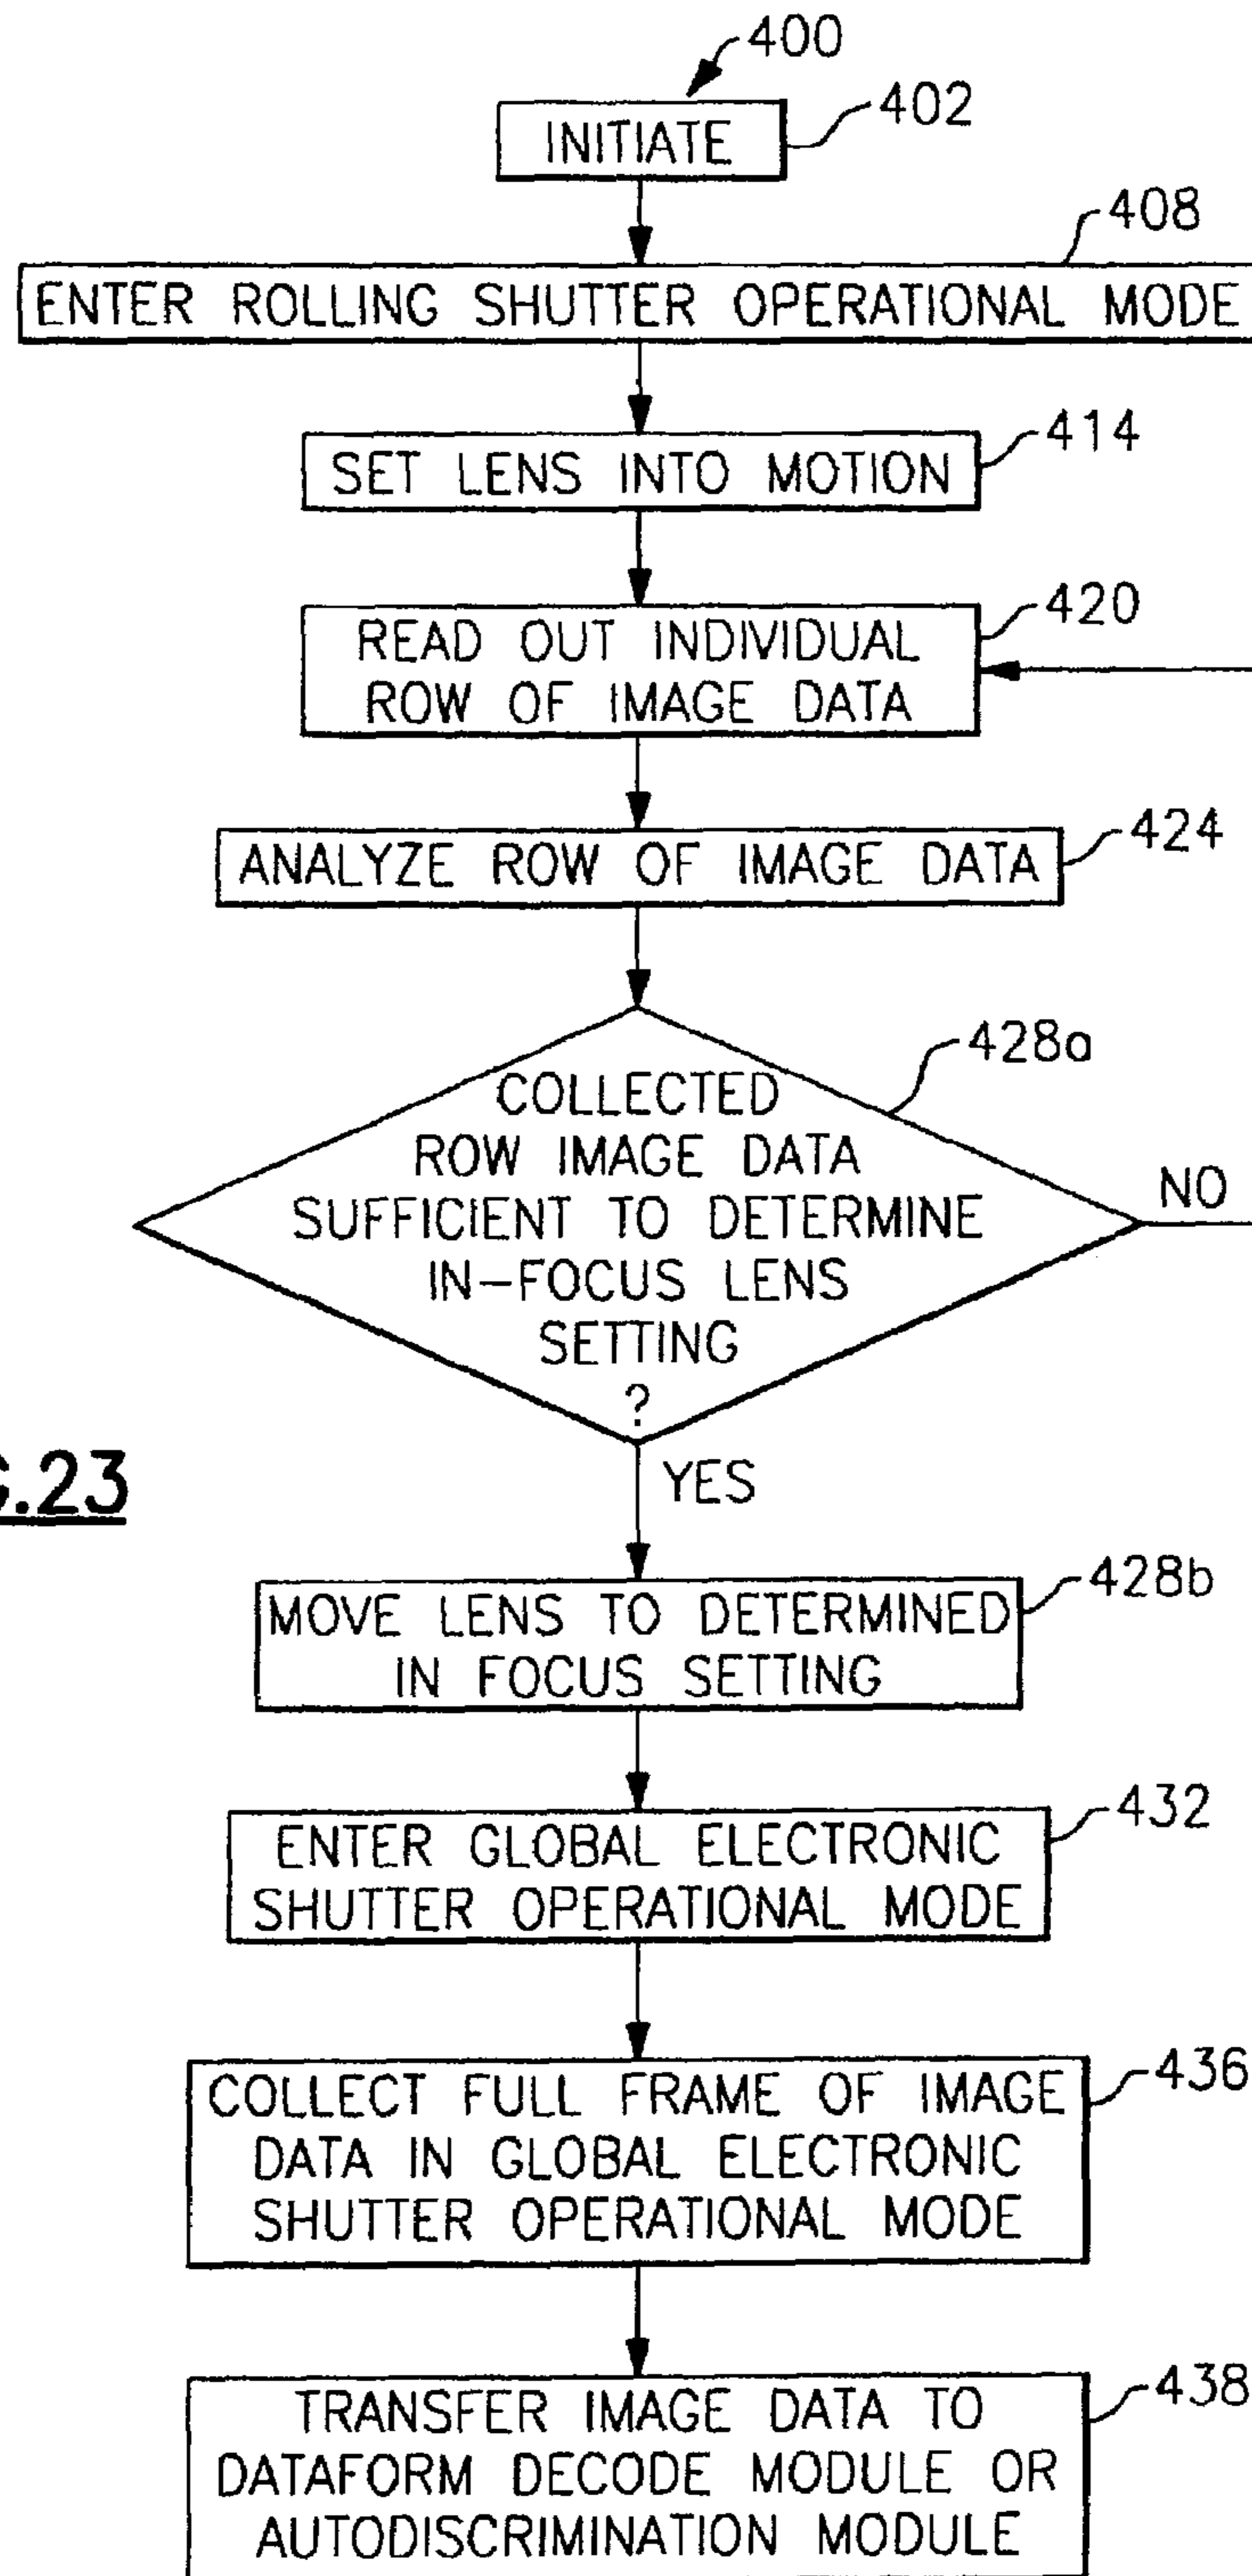 400
INITIATE
402
408
ENTER ROLLING SHUTTER OPERATIONAL MODE
SET LENS INTO MOTION
414
READ OUT INDIVIDUAL
ROW OF IMAGE DATA
420
ANALYZE ROW OF IMAGE DATA
424
428a
COLLECTED
ROW IMAGE DATA
SUFFICIENT TO DETERMINE
IN-FOCUS LENS
SETTING
?
NO
YES
G.23
MOVE LENS TO DETERMINED
IN FOCUS SETTING
428b
ENTER GLOBAL ELECTRONIC
SHUTTER OPERATIONAL MODE
432
COLLECT FULL FRAME OF IMAGE
DATA IN GLOBAL ELECTRONIC
SHUTTER OPERATIONAL MODE
436
TRANSFER IMAGE DATA TO
DATAFORM DECODE MODULE OR
AUTODISCRIMINATION MODULE
438